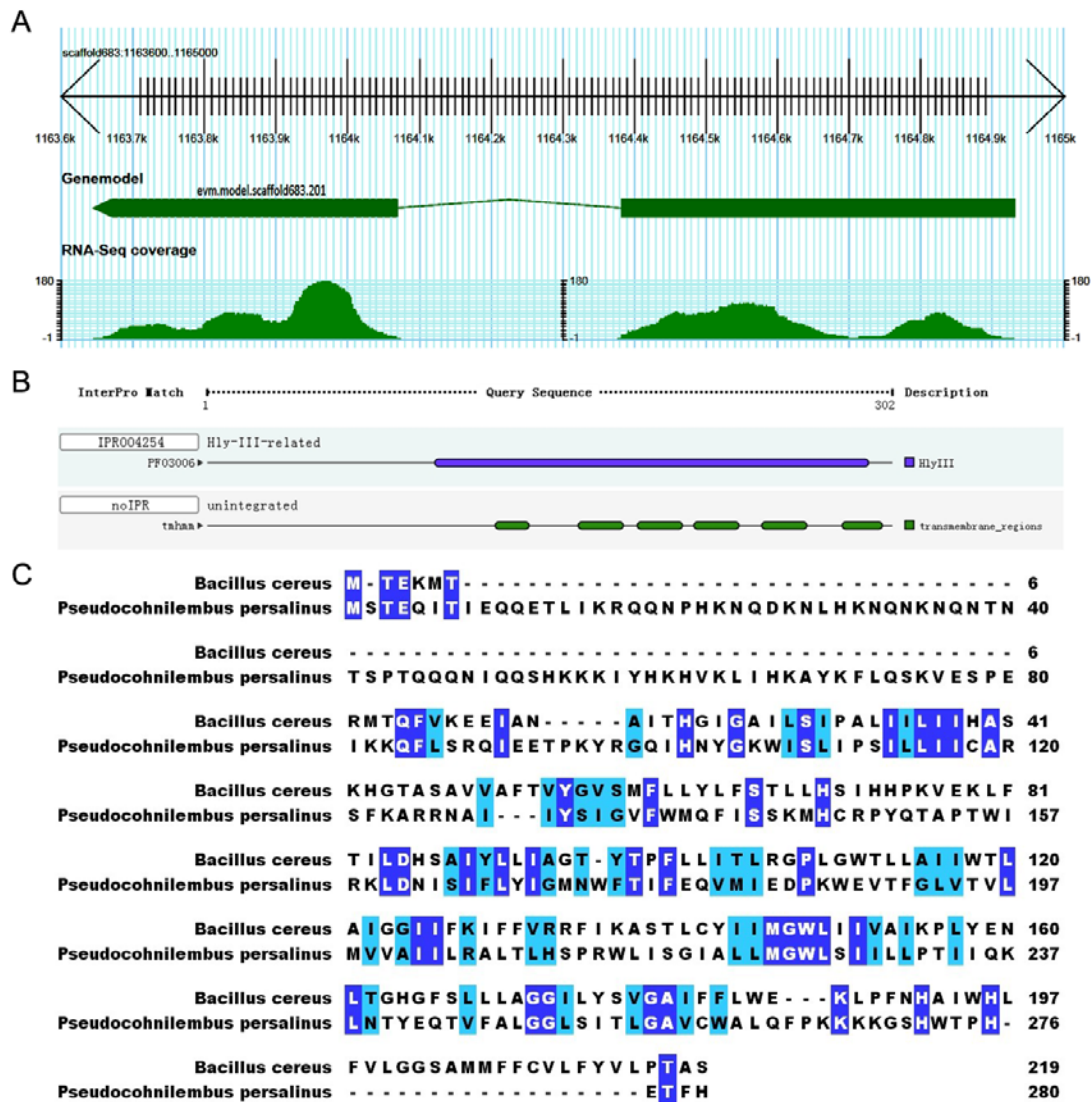 A
scaffold683:1163600..1165000
1163.6k 1163.7k 1163.8k 1163.9k 1164k 1164.1k 1164.2k 1164.3k 1164.4k 1164.5k 1164.6k 1164.7k 1164.8k 1164.9k 1165k
Genemodel
evm.model.scaffold683.201
RNA-Seq coverage
180 180 180
-1 -1 -1
B
InterPro Match Query Sequence Description
1 302
IPR004254 Hly-III-related
PF03006 HlyIII
noIPR unintegrated
tmhmm transmembrane_regions
C
Bacillus cereus M-TEKMT--------------------------------- 6
Pseudocohnilembus persalinus MSTEQITIEQQETLIKRQQNPHKNQDKNLHKNQNKNQNTN 40
Bacillus cereus ---------------------------------------- 6
Pseudocohnilembus persalinus TSPTQQQNIQQSHKKKIYHKHVKLIHKAYKFLQSKVESPE 80
Bacillus cereus RMTQFVKEEIAN-----AITHGIGAILSIPALIILIIHAS 41
Pseudocohnilembus persalinus IKKQFLSRQIEETPKYRGQIHNYGKWISLIPSILLIICAR 120
Bacillus cereus KHGTASAVVAFTVYGVSMFLLYLFSTLLHSIHHPKVEKLF 81
Pseudocohnilembus persalinus SFKARRNAI---IYSIGVFWMQFISSKMHCRPYQTAPTWI 157
Bacillus cereus TILDHSAIYLLIAGT-YTPFLLITLRGPLGWTLLAIIWTL 120
Pseudocohnilembus persalinus RKLDNISIFLYIGMNWFTIFEQVMIEDPKWEVTFGLVTVL 197
Bacillus cereus AIGGIIFKIFFVRRFIKASTLCYIIMGWLIIVAIKPLYEN 160
Pseudocohnilembus persalinus MVVAIILRALTLHSPRWLISGIALLMGWLSIILLPTIIQK 237
Bacillus cereus LTGHGFSLLLAGGILYSVGAIFFLWE---KLPFNHAIWHL 197
Pseudocohnilembus persalinus LNTYEQTVFALGGLSITLGAVCWALQFPKKKKGSHWTPH- 276
Bacillus cereus FVLGGSAMMFFCVLFYVLPTAS 219
Pseudocohnilembus persalinus ------------------ETFH 280